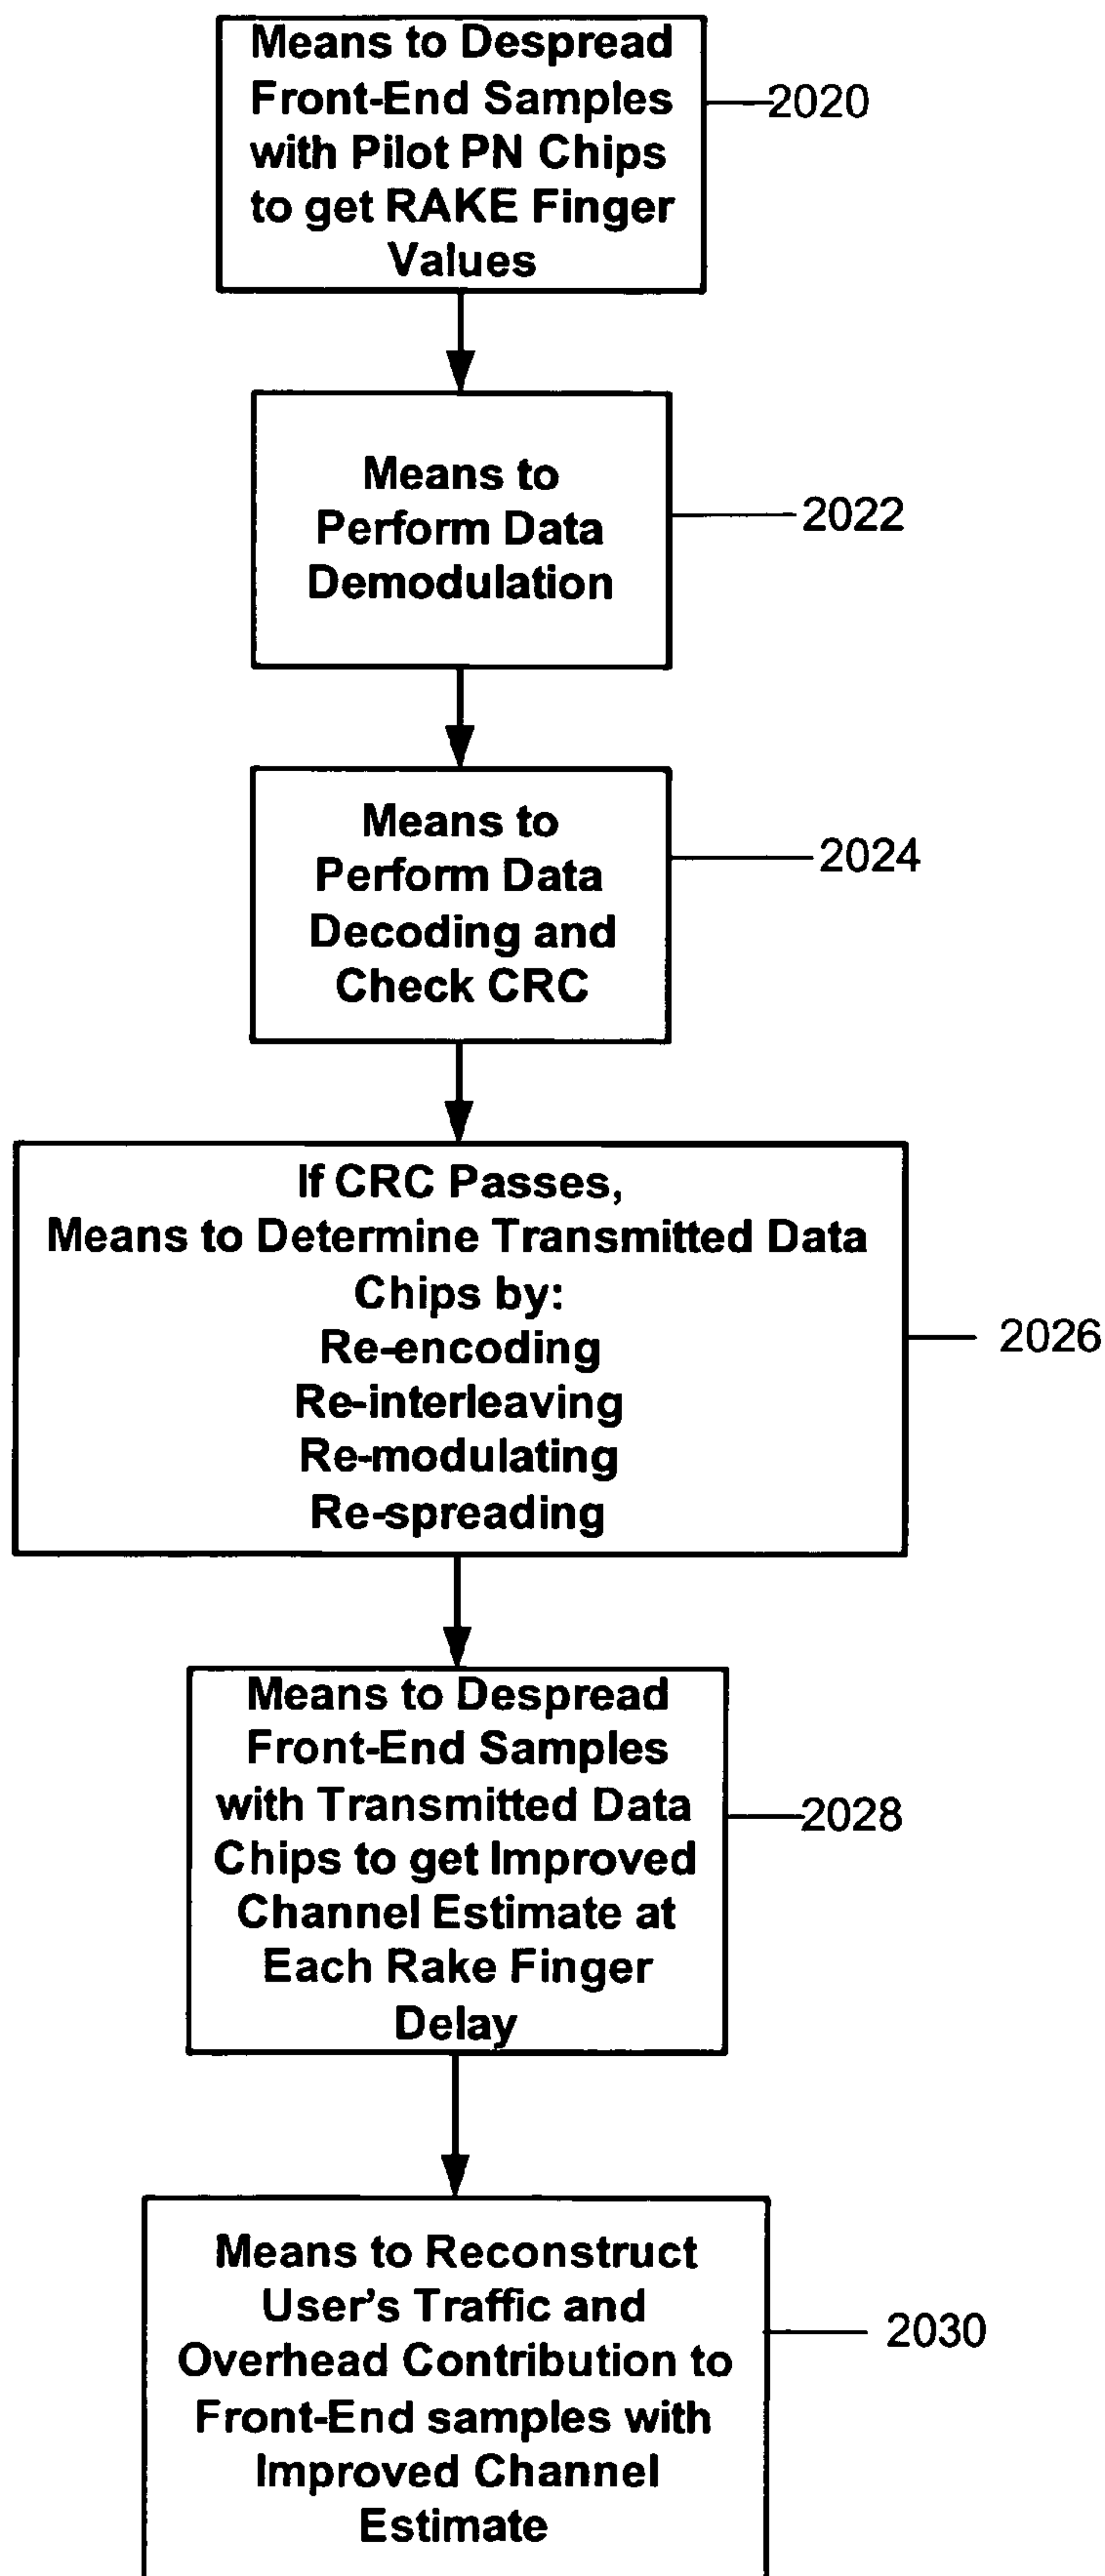 Means to Despread
Front-End Samples
with Pilot PN Chips
to get RAKE Finger
Values
2020
Means to
Perform Data
Demodulation
2022
Means to
Perform Data
Decoding and
Check CRC
2024
If CRC Passes,
Means to Determine Transmitted Data
Chips by:
Re-encoding
Re-interleaving
Re-modulating
Re-spreading
2026
Means to Despread
Front-End Samples
with Transmitted Data
Chips to get Improved
Channel Estimate at
Each Rake Finger
Delay
2028
Means to Reconstruct
User's Traffic and
Overhead Contribution to
Front-End samples with
Improved Channel
Estimate
2030